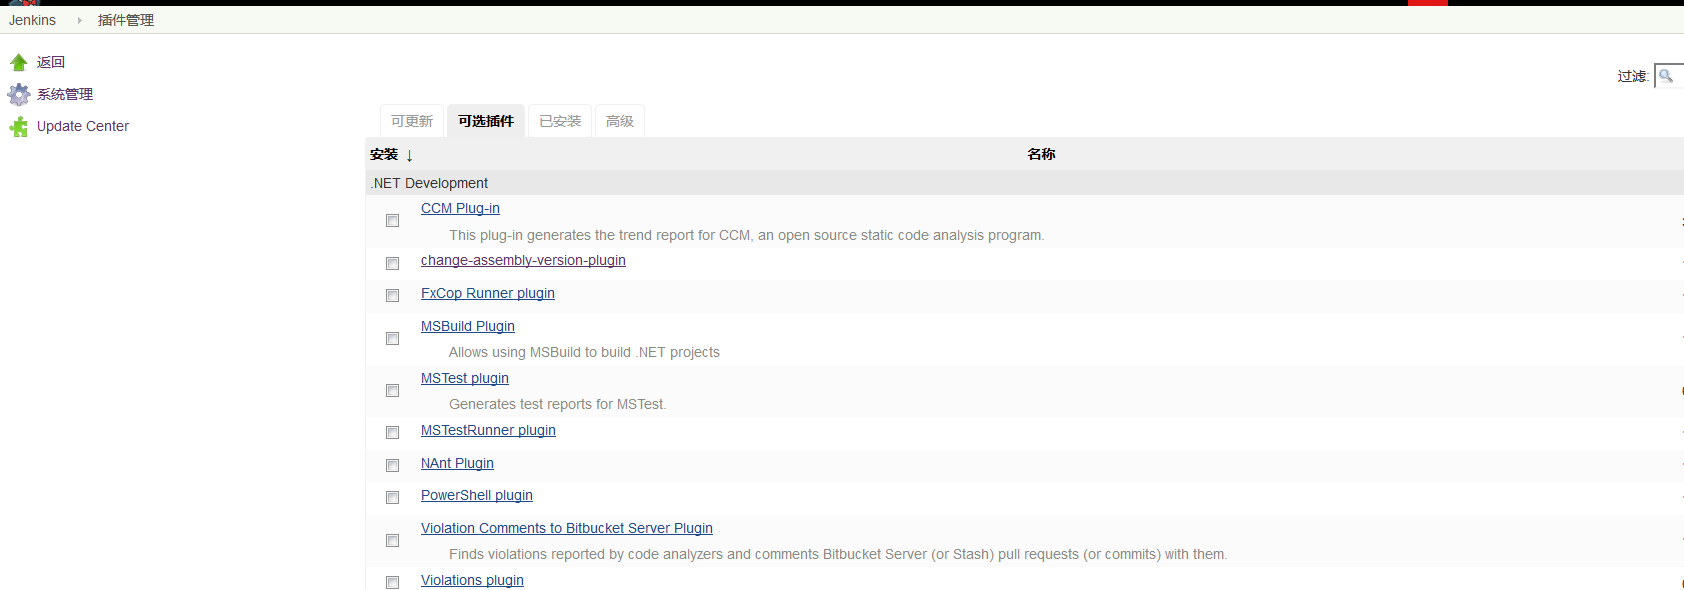 Jenkins 插件管理
返回
系统管理
Update Center
过滤:
可更新 可选插件 已安装 高级
安装 ↓ 名称
.NET Development
CCM Plug-in
This plug-in generates the trend report for CCM, an open source static code analysis program.
change-assembly-version-plugin
FxCop Runner plugin
MSBuild Plugin
Allows using MSBuild to build .NET projects
MSTest plugin
Generates test reports for MSTest.
MSTestRunner plugin
NAnt Plugin
PowerShell plugin
Violation Comments to Bitbucket Server Plugin
Finds violations reported by code analyzers and comments Bitbucket Server (or Stash) pull requests (or commits) with them.
Violations plugin